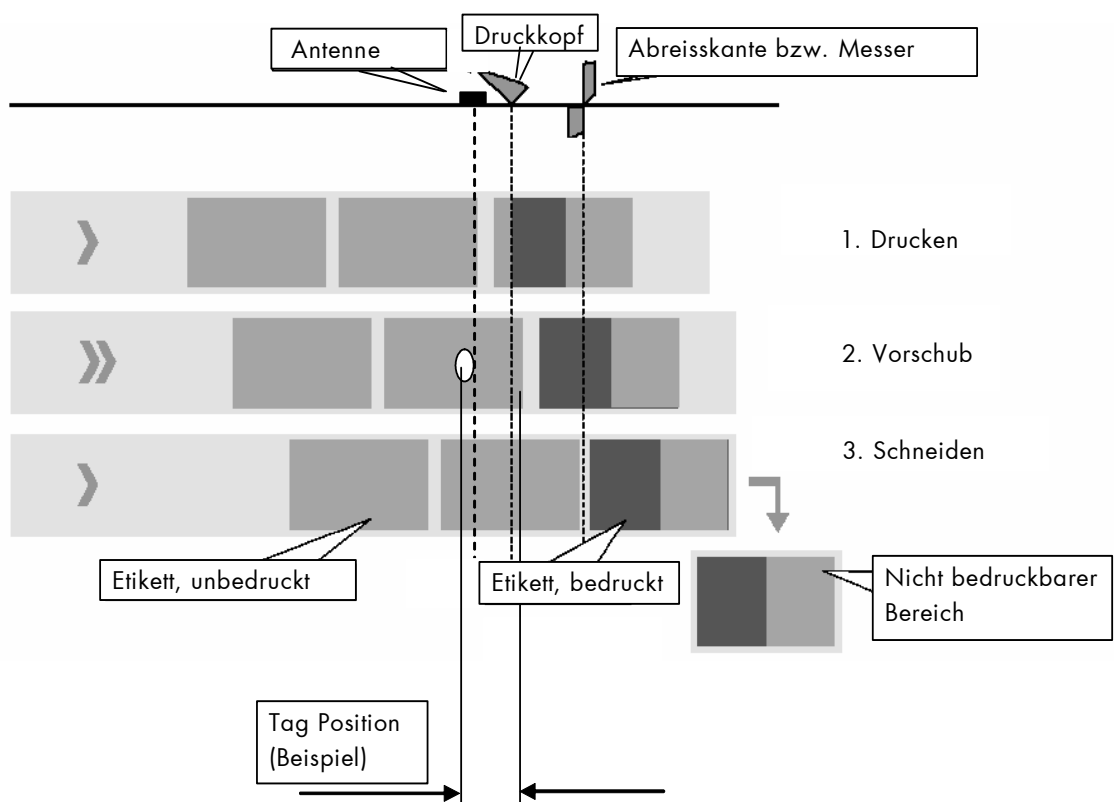 Druckkopf
Antenne
Abreisskante bzw. Messer
1. Drucken
2. Vorschub
3. Schneiden
Etikett, unbedruckt
Etikett, bedruckt
Nicht bedruckbarer
Bereich
Tag Position
(Beispiel)